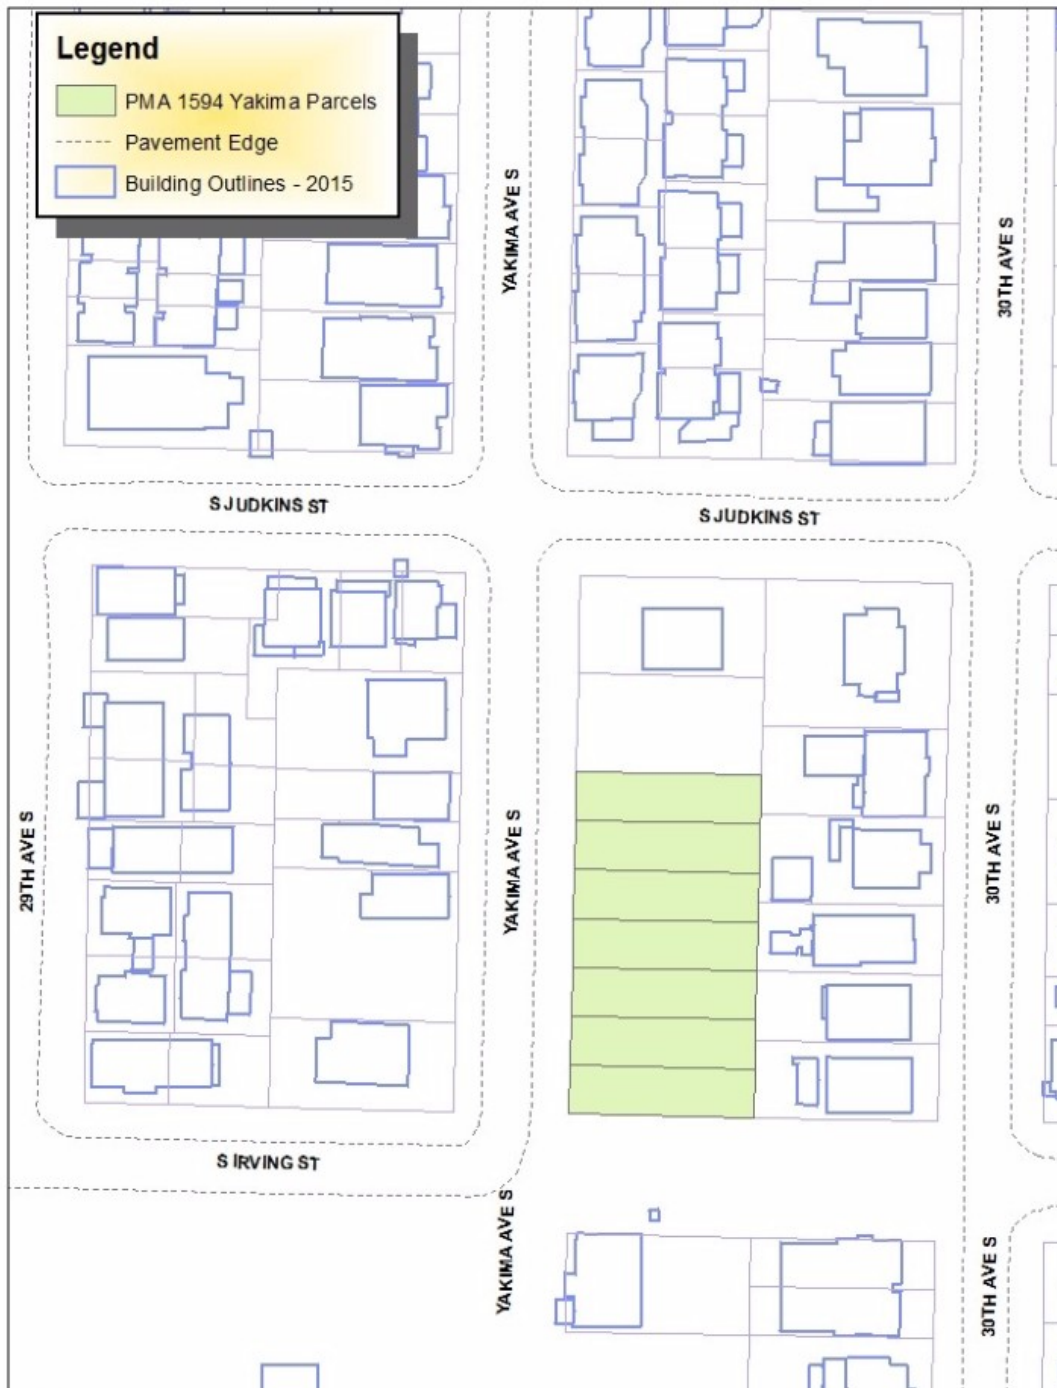 Legend
PMA 1594 Yakima Parcels
Pavement Edge
Building Outlines - 2015
YAKIMA AVE S
30TH AVE S
S JUDKINS ST
S JUDKINS ST
29TH AVE S
YAKIMA AVE S
30TH AVE S
S IRVING ST
YAKIMA AVE S
30TH AVE S